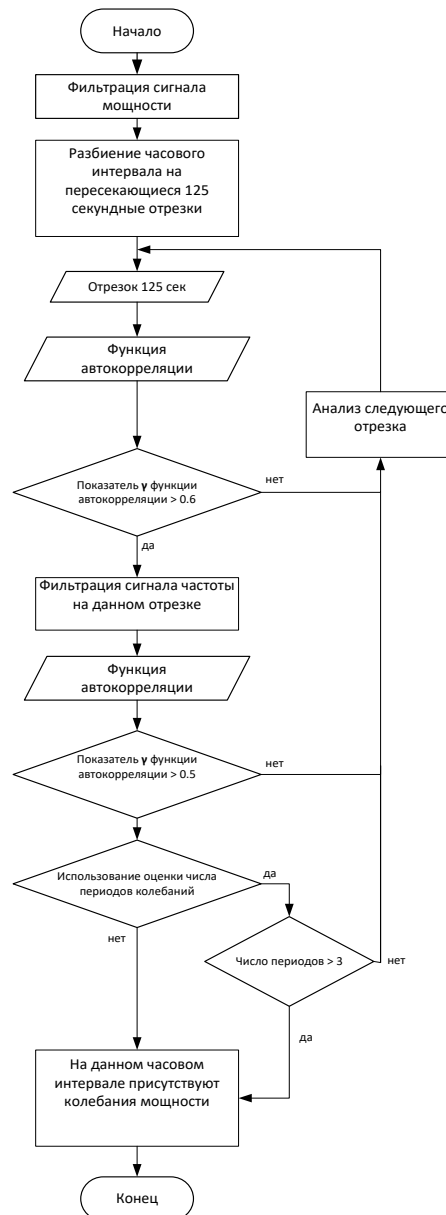 Начало
Фильтрация сигнала
мощности
Разбиение часового
интервала на
пересекающиеся 125
секундные отрезки
Отрезок 125 сек
Функция
автокорреляции
Анализ следующего
отрезка
Показатель γ функции
автокорреляции > 0.6
нет
да
Фильтрация сигнала частоты
на данном отрезке
Функция
автокорреляции
Показатель γ функции
автокорреляции > 0.5
нет
Использование оценки числа
периодов колебаний
да
нет
Число периодов > 3
нет
да
На данном часовом
интервале присутствуют
колебания мощности
Конец